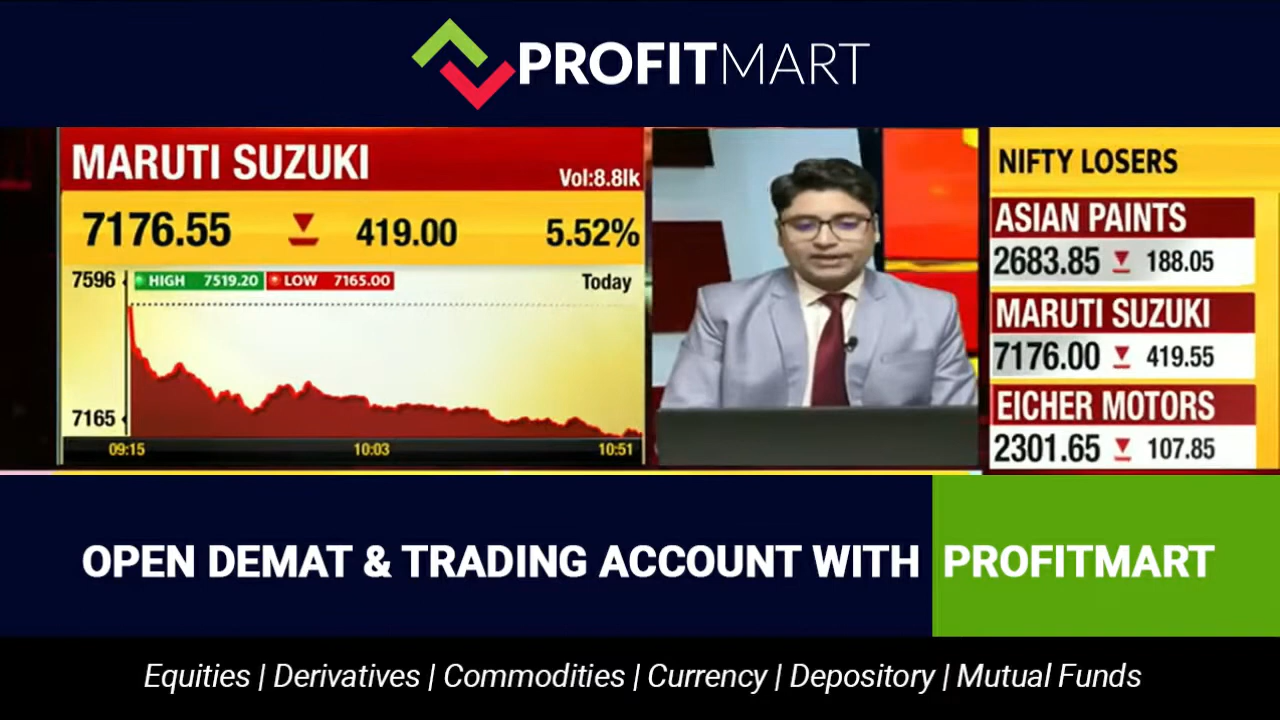 PROFITMART
MARUTI SUZUKI
Vol:8.8lk
7176.55 419.00 5.52%
7596 HIGH 7519.20 LOW 7165.00 Today
7165
09:15 10:03 10:51
NIFTY LOSERS
ASIAN PAINTS
2683.85 188.05
MARUTI SUZUKI
7176.00 419.55
EICHER MOTORS
2301.65 107.85
OPEN DEMAT & TRADING ACCOUNT WITH PROFITMART
Equities | Derivatives | Commodities | Currency | Depository | Mutual Funds